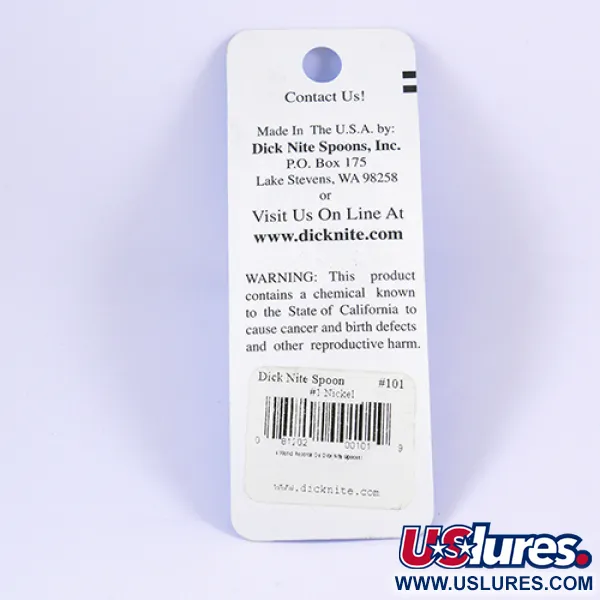 Contact Us!
Made In The U.S.A. by:
Dick Nite Spoons, Inc.
P.O. Box 175
Lake Stevens, WA 98258
or
Visit Us On Line At
www.dicknite.com
WARNING: This product
contains a chemical known
to the State of California to
cause cancer and birth defects
and other reproductive harm.
Dick Nite Spoon #101
#1 Nickel
0 81202 00101 9
www.dicknite.com
USlures.
WWW.USLURES.COM